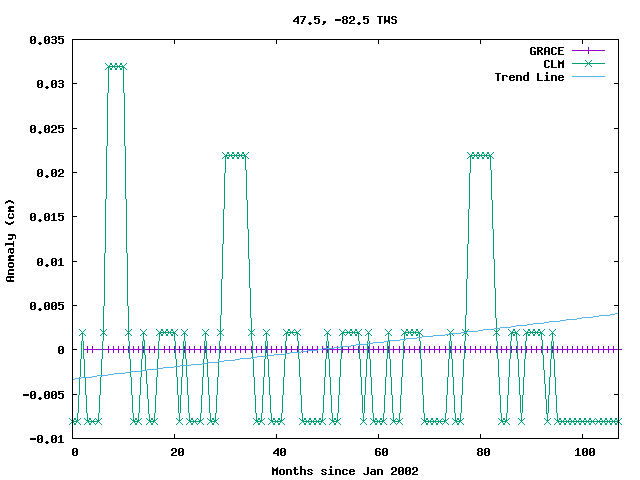 47.5, -82.5 TWS
GRACE
CLM
Trend Line
0.035
0.03
0.025
0.02
0.015
0.01
0.005
0
-0.005
-0.01
Anomaly (cm)
0 20 40 60 80 100
Months since Jan 2002